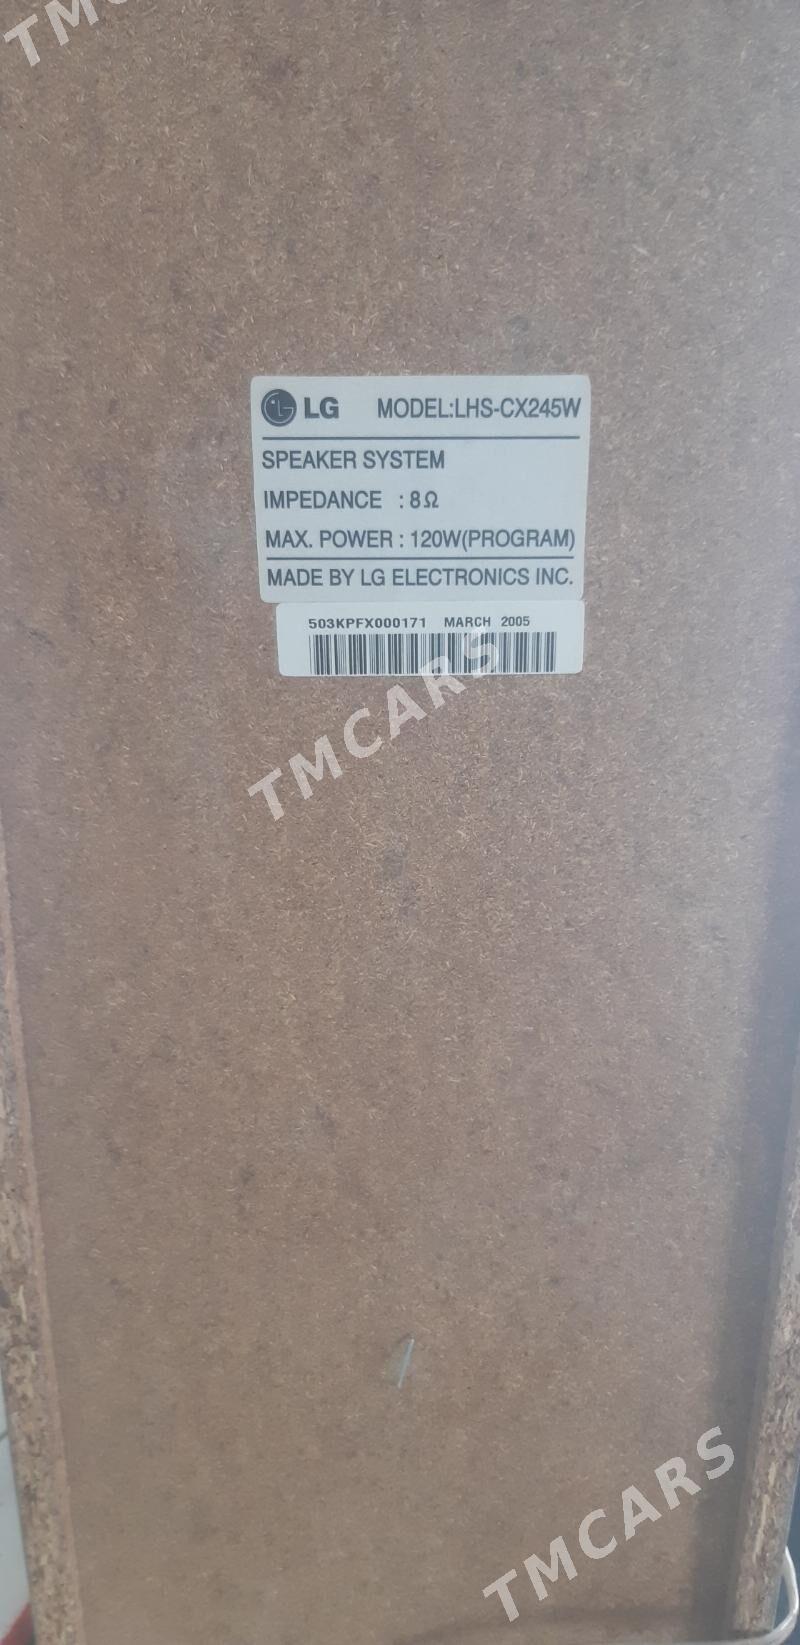 TMC
LG MODEL:LHS-CX245W
SPEAKER SYSTEM
IMPEDANCE : 8Ω
MAX. POWER : 120W(PROGRAM)
MADE BY LG ELECTRONICS INC.
503KPFX000171 MARCH 2005
TMCARS
TMCARS